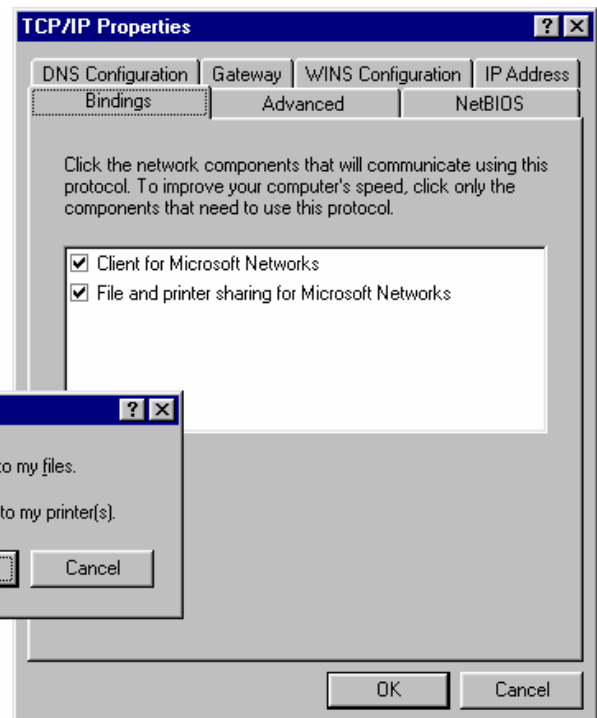 TCP/IP Properties
DNS Configuration
Gateway
WINS Configuration
IP Address
Bindings
Advanced
NetBIOS
Click the network components that will communicate using this
protocol. To improve your computer's speed, click only the
components that need to use this protocol.
Client for Microsoft Networks
File and printer sharing for Microsoft Networks
to my files.
to my printer(s).
Cancel
OK
Cancel